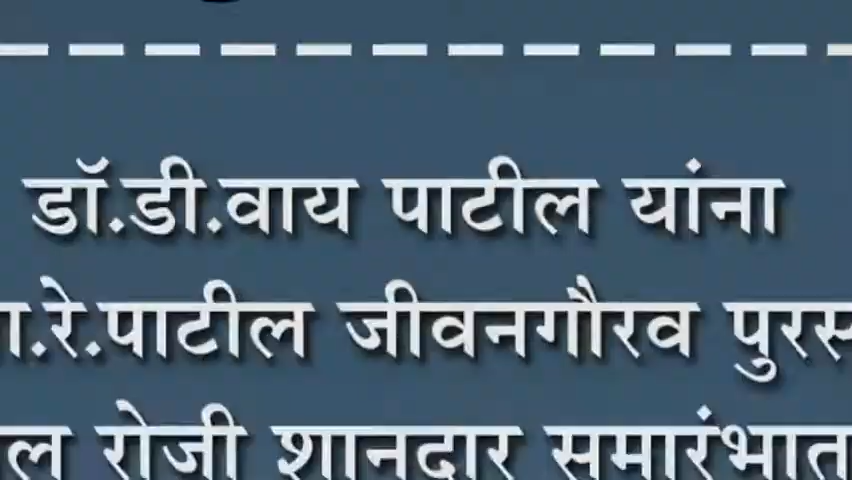 डॉ.डी.वाय पाटील यांना
.रे.पाटील जीवनगौरव
रोजी शानदार समारंभात